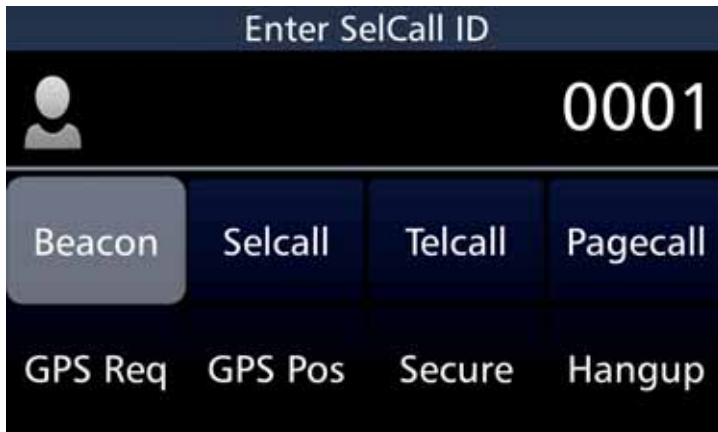 Enter SelCall ID
0001
Beacon Selcall Telcall Pagecall
GPS Req GPS Pos Secure Hangup